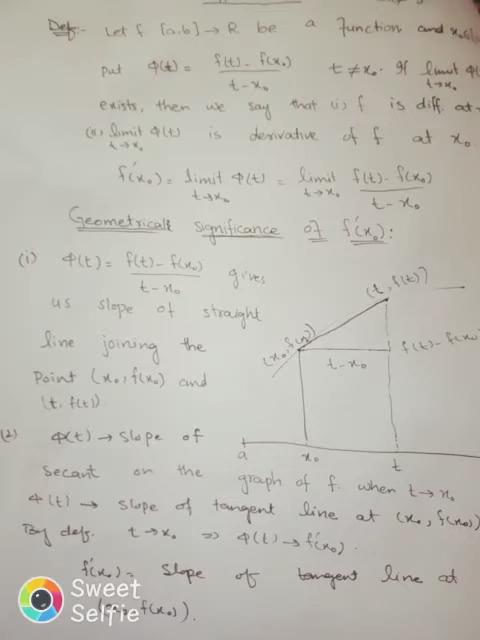 Def:- Let f [a,b] → R be a function and x₀
put Φ(t) = f(t) - f(x₀) / t - x₀ t ≠ x₀. If limit t→x₀ Φ(
exists, then we say that (i) f is diff. at
(ii) limit t→x₀ Φ(t) is derivative of f at x₀.
f'(x₀) = limit t→x₀ Φ(t) = limit t→x₀ f(t) - f(x₀) / t - x₀
Geometrical Significance of f'(x₀):
(i) Φ(t) = f(t) - f(x₀) / t - x₀ gives
us slope of straight
line joining the
Point (x₀, f(x₀) and
(t, f(t)).
(t, f(t))
f(t) - f(x₀)
t - x₀
a
x₀
t
(2) Φ(t) → slope of
secant on the graph of f. when t → x₀
Φ(t) → slope of tangent line at (x₀, f(x₀))
By def. t → x₀ ⇒ Φ(t) → f'(x₀).
f'(x₀) = slope of tangent line at
(x₀, f(x₀)).
Sweet
Selfie